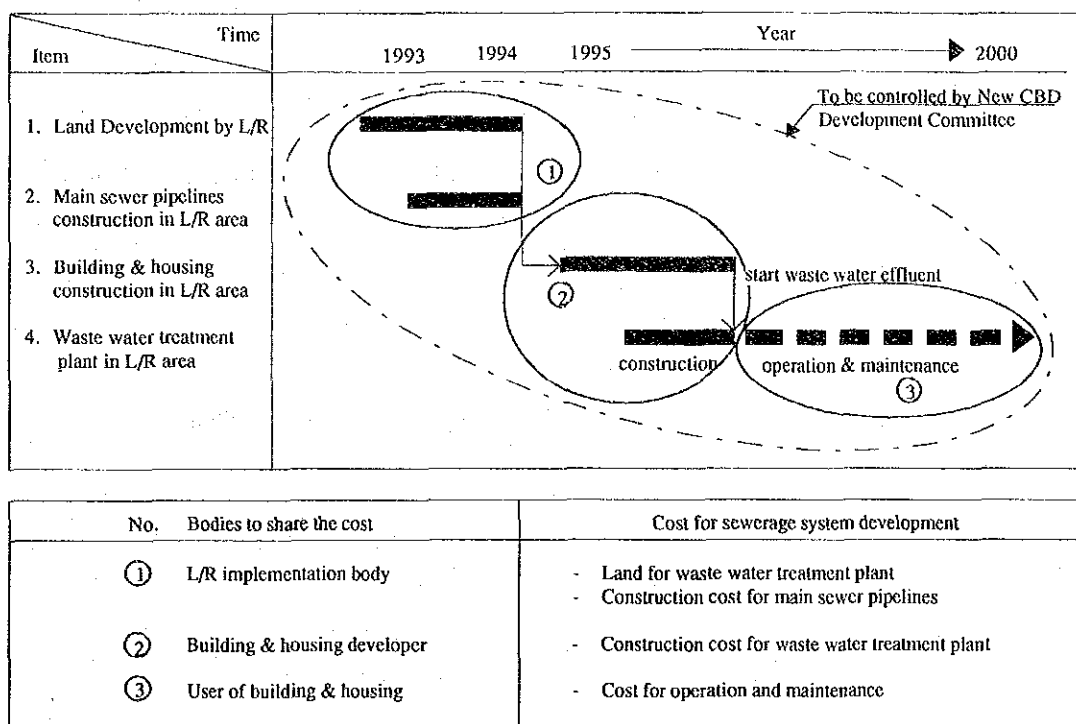 Time
Item
Year
1993 1994 1995 2000
To be controlled by New CBD
Development Committee
1. Land Development by L/R
①
2. Main sewer pipelines
construction in L/R area
3. Building & housing
construction in L/R area
②
start waste water effluent
4. Waste water treatment
plant in L/R area
construction
operation & maintenance
③
No. Bodies to share the cost
Cost for sewerage system development
① L/R implementation body
- Land for waste water treatment plant
- Construction cost for main sewer pipelines
② Building & housing developer
- Construction cost for waste water treatment plant
③ User of building & housing
- Cost for operation and maintenance